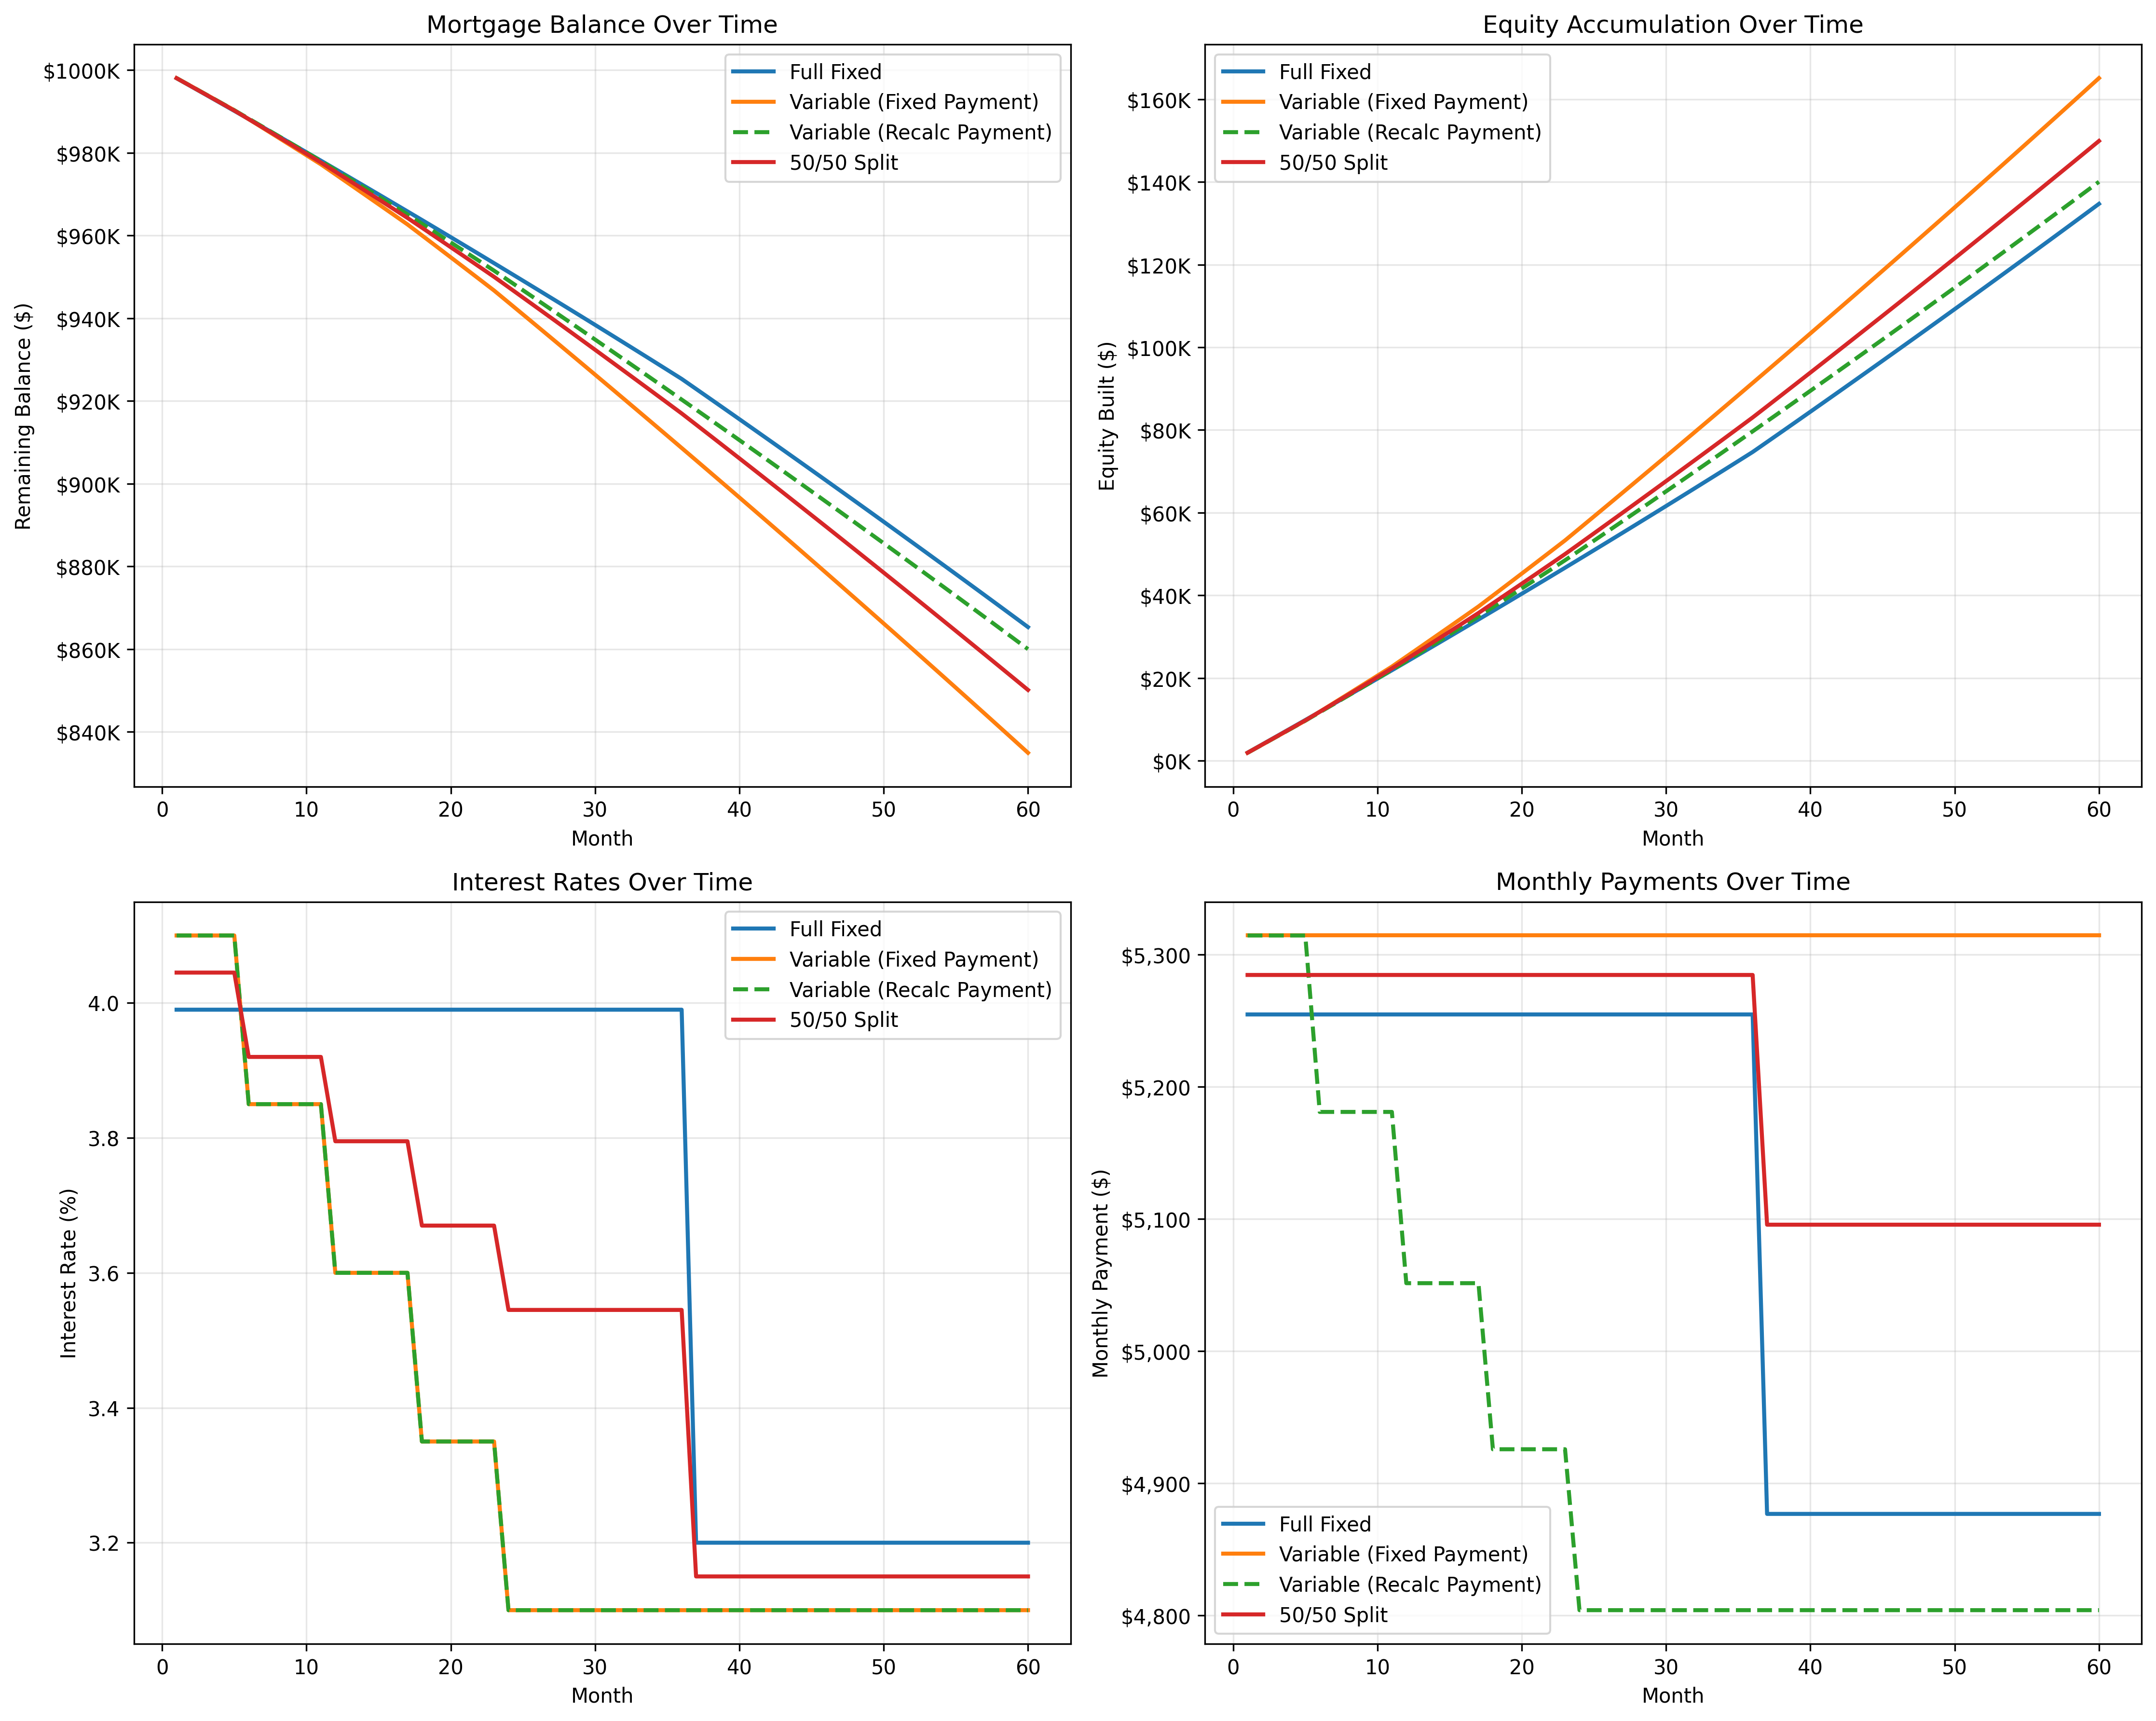 Mortgage Balance Over Time
Remaining Balance ($)
$1000K
$980K
$960K
$940K
$920K
$900K
$880K
$860K
$840K
Full Fixed
Variable (Fixed Payment)
Variable (Recalc Payment)
50/50 Split
0 10 20 30 40 50 60
Month
Equity Accumulation Over Time
Equity Built ($)
$160K
$140K
$120K
$100K
$80K
$60K
$40K
$20K
$0K
Full Fixed
Variable (Fixed Payment)
Variable (Recalc Payment)
50/50 Split
0 10 20 30 40 50 60
Month
Interest Rates Over Time
Interest Rate (%)
4.0
3.8
3.6
3.4
3.2
Full Fixed
Variable (Fixed Payment)
Variable (Recalc Payment)
50/50 Split
0 10 20 30 40 50 60
Month
Monthly Payments Over Time
Monthly Payment ($)
$5,300
$5,200
$5,100
$5,000
$4,900
$4,800
Full Fixed
Variable (Fixed Payment)
Variable (Recalc Payment)
50/50 Split
0 10 20 30 40 50 60
Month